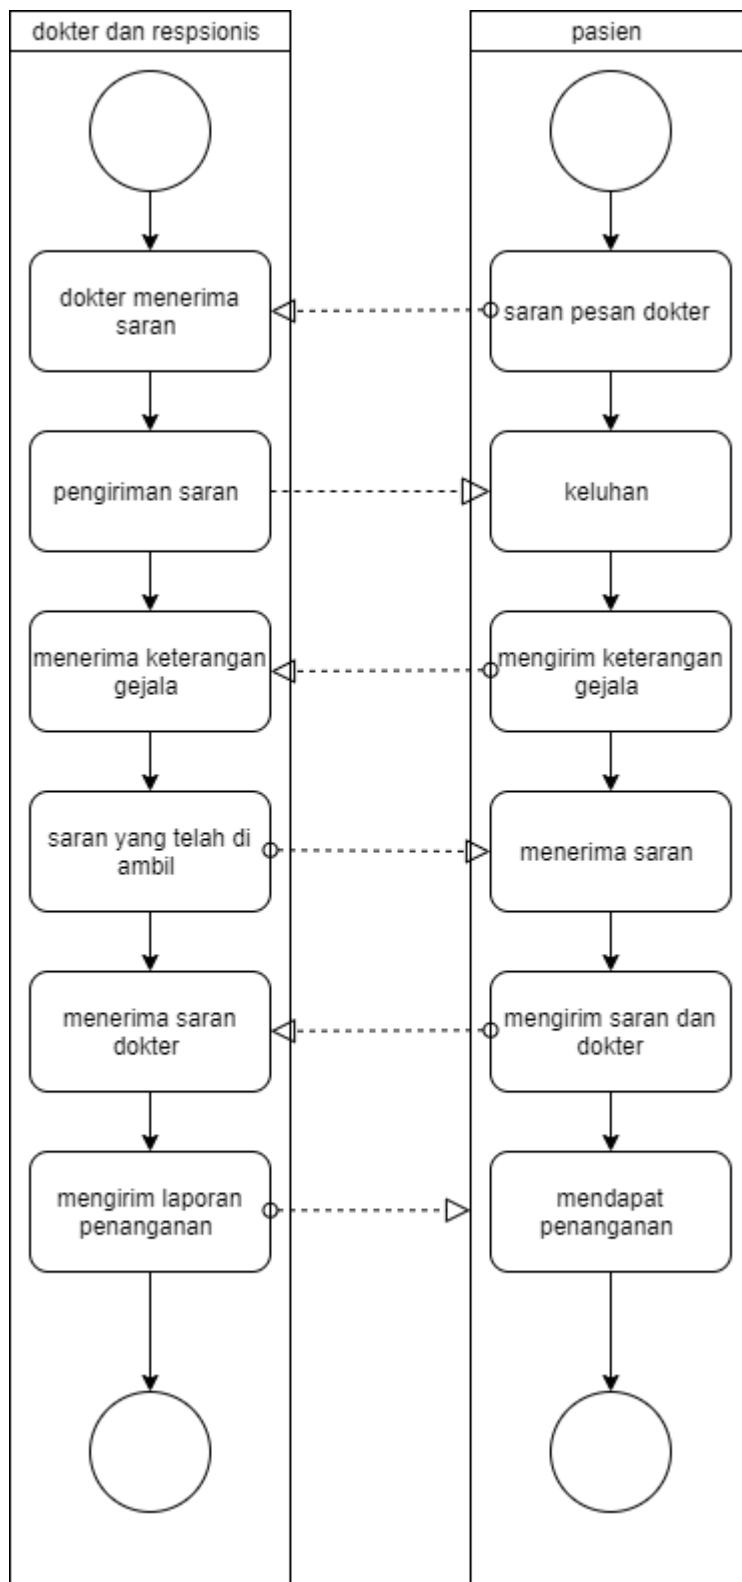 dokter dan respsionis
pasien
dokter menerima
saran
saran pesan dokter
pengiriman saran
keluhan
menerima keterangan
gejala
mengirim keterangan
gejala
saran yang telah di
ambil
menerima saran
menerima saran
dokter
mengirim saran dan
dokter
mengirim laporan
penanganan
mendapat
penanganan